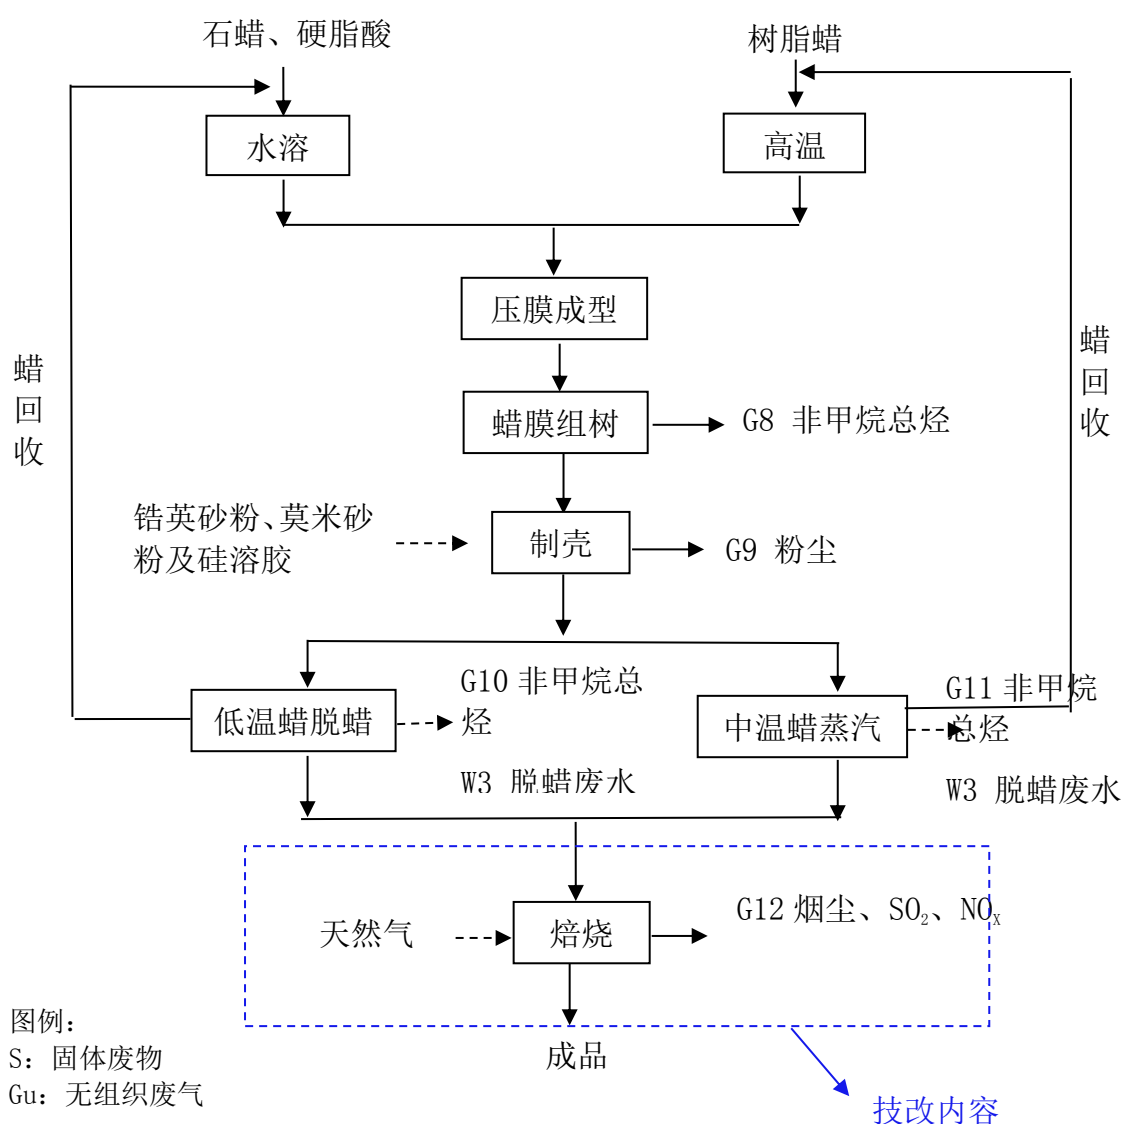 石蜡、硬脂酸
树脂蜡
水溶
高温
压膜成型
蜡回收
蜡回收
蜡膜组树
G8 非甲烷总烃
锆英砂粉、莫米砂
粉及硅溶胶
制壳
G9 粉尘
G10 非甲烷总
烃
G11 非甲烷
总烃
低温蜡脱蜡
中温蜡蒸汽
W3 脱蜡废水
W3 脱蜡废水
天然气
焙烧
G12 烟尘、SO₂、NOₓ
图例：
S：固体废物
Gu：无组织废气
成品
技改内容